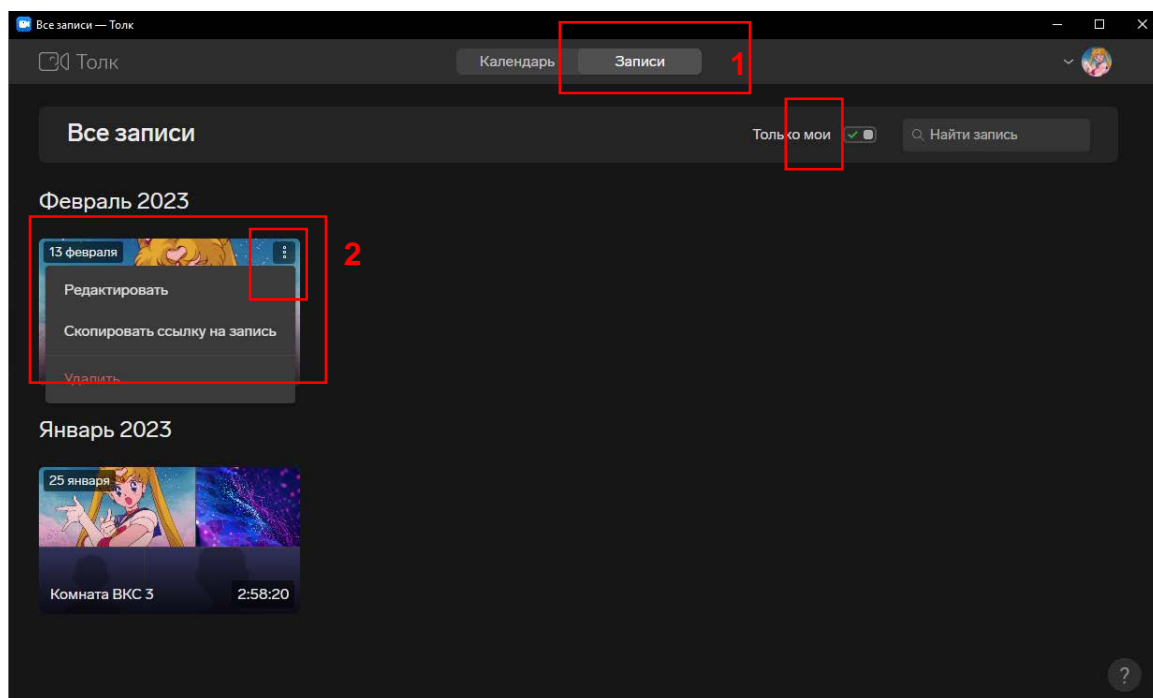 Все записи — Толк
Толк
Календарь Записи 1
Все записи Только мои Найти запись
Февраль 2023
13 февраля 2
Редактировать
Скопировать ссылку на запись
Удалить
Январь 2023
25 января
Комната ВКС 3 2:58:20
?